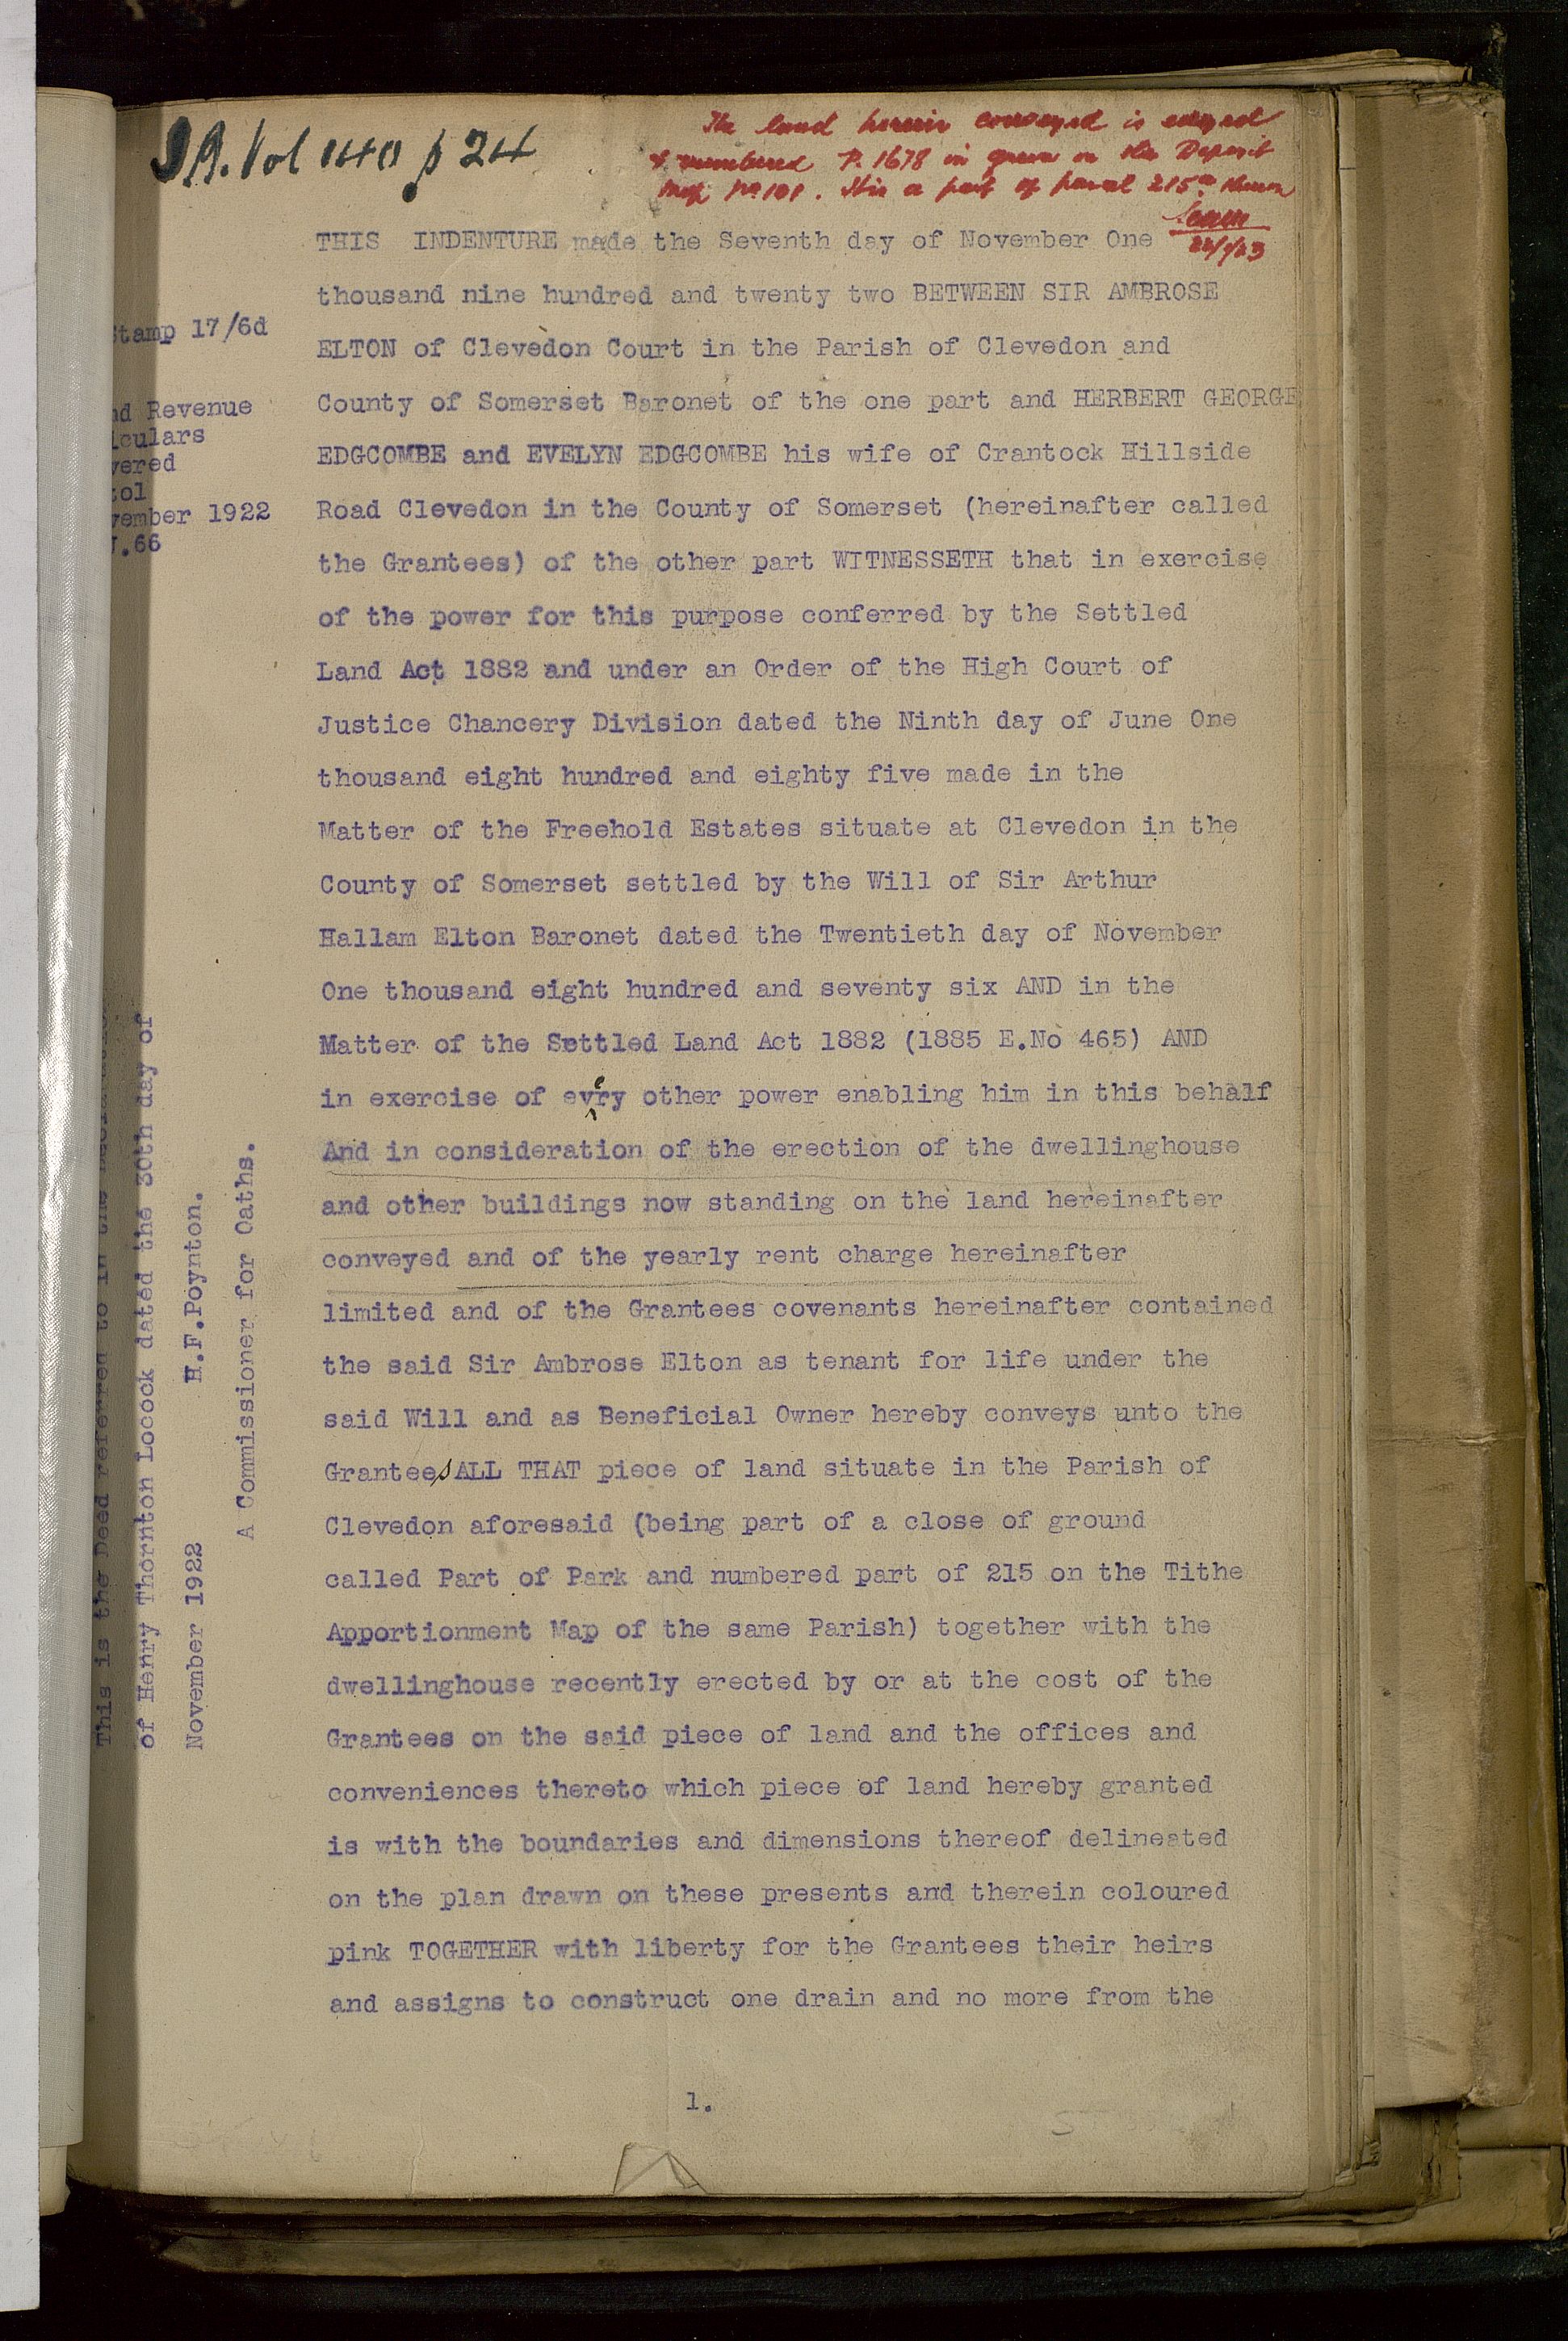 Vol 1440 p 24
The land herein conveyed is edged
& numbered P.1678 in green on the Deposit
Map No 101. It is a part of parcel 215a thereon
22/1/23
Stamp 17/6d
nd Revenue
iculars
vered
tol
vember 1922
.66
THIS INDENTURE made the Seventh day of November One
thousand nine hundred and twenty two BETWEEN SIR AMBROSE
ELTON of Clevedon Court in the Parish of Clevedon and
County of Somerset Baronet of the one part and HERBERT GEORGE
EDGCOMBE and EVELYN EDGCOMBE his wife of Crantock Hillside
Road Clevedon in the County of Somerset (hereinafter called
the Grantees) of the other part WITNESSETH that in exercise
of the power for this purpose conferred by the Settled
Land Act 1882 and under an Order of the High Court of
Justice Chancery Division dated the Ninth day of June One
thousand eight hundred and eighty five made in the
Matter of the Freehold Estates situate at Clevedon in the
County of Somerset settled by the Will of Sir Arthur
Hallam Elton Baronet dated the Twentieth day of November
One thousand eight hundred and seventy six AND in the
Matter of the Settled Land Act 1882 (1885 E.No 465) AND
in exercise of every other power enabling him in this behalf
And in consideration of the erection of the dwellinghouse
and other buildings now standing on the land hereinafter
conveyed and of the yearly rent charge hereinafter
limited and of the Grantees covenants hereinafter contained
the said Sir Ambrose Elton as tenant for life under the
said Will and as Beneficial Owner hereby conveys unto the
Grantees ALL THAT piece of land situate in the Parish of
Clevedon aforesaid (being part of a close of ground
called Part of Park and numbered part of 215 on the Tithe
Apportionment Map of the same Parish) together with the
dwellinghouse recently erected by or at the cost of the
Grantees on the said piece of land and the offices and
conveniences thereto which piece of land hereby granted
is with the boundaries and dimensions thereof delineated
on the plan drawn on these presents and therein coloured
pink TOGETHER with liberty for the Grantees their heirs
and assigns to construct one drain and no more from the
1.
This is the Deed referred to in the
of Henry Thornton Locock dated the 30th day of
November 1922 H.F.Poynton.
A Commissioner for Oaths.